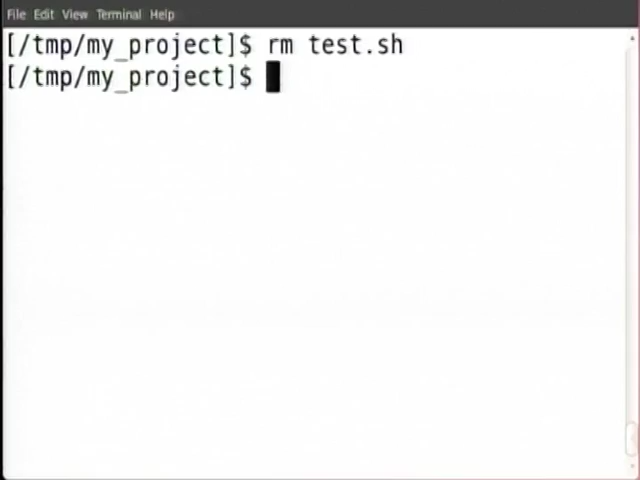 File Edit View Terminal Help
[/tmp/my_project]$ rm test.sh
[/tmp/my_project]$